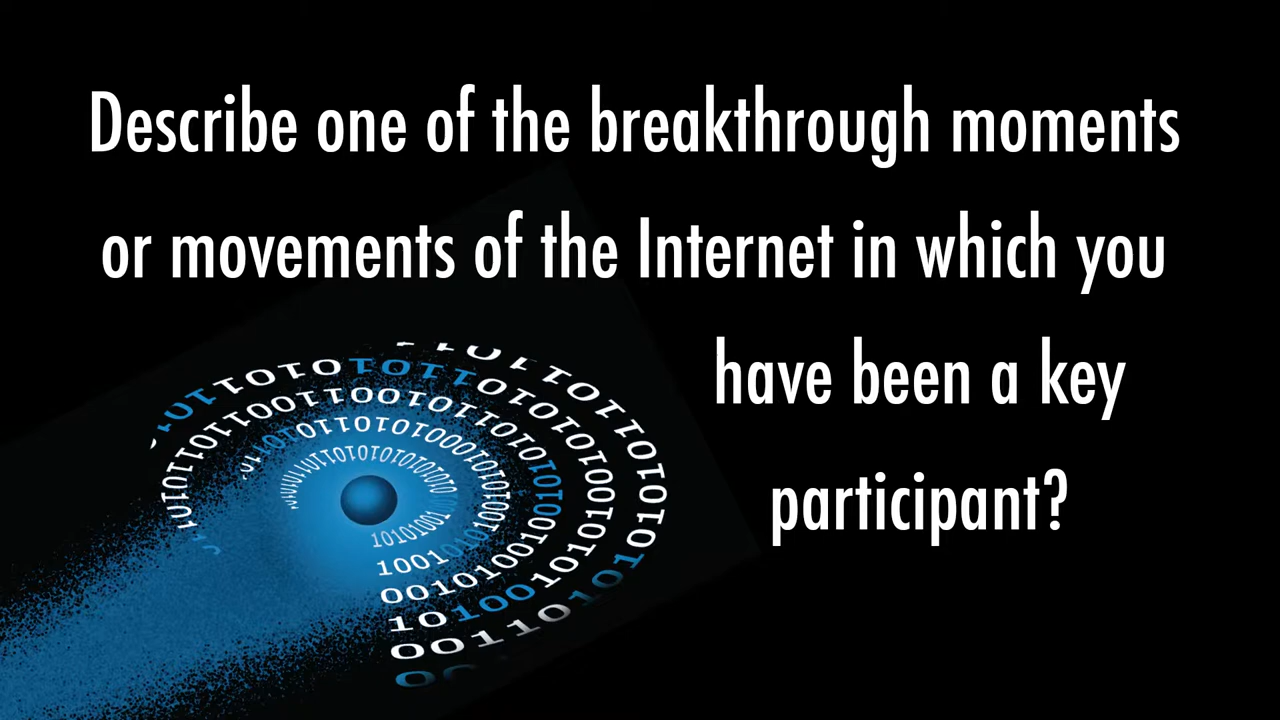 Describe one of the breakthrough moments
or movements of the Internet in which you
have been a key
participant?